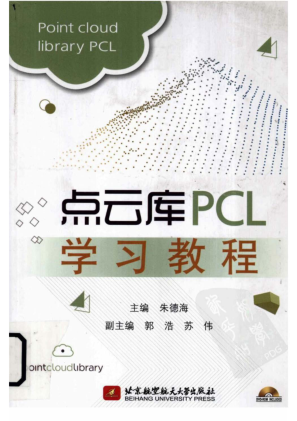 Point cloud
library PCL
点云库PCL
学习教程
主编 朱德海
副主编 郭浩 苏伟
pointcloudlibrary
北京航空航天大学出版社
BEIHANG UNIVERSITY PRESS